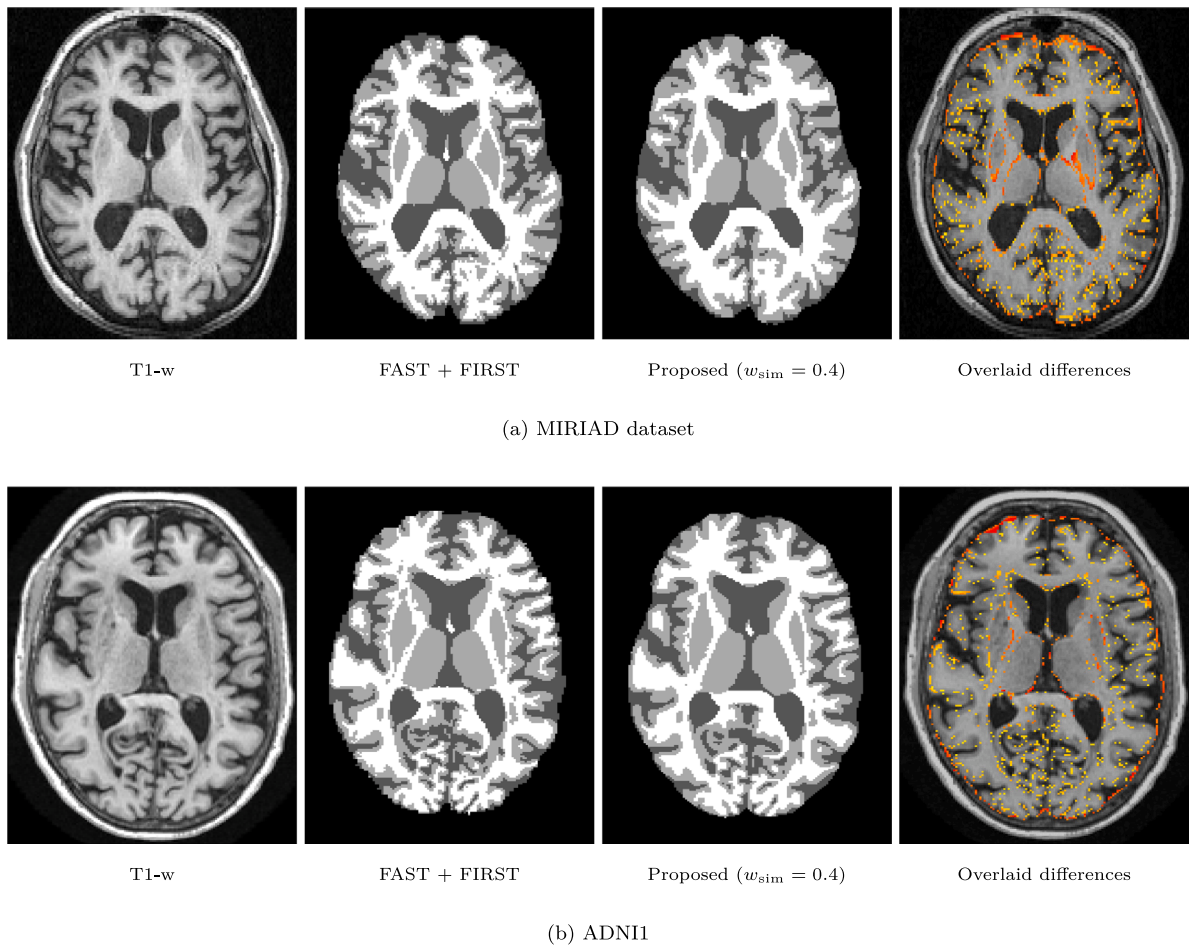 T1-w
FAST + FIRST
Proposed (w_sim = 0.4)
Overlaid differences
(a) MIRIAD dataset
T1-w
FAST + FIRST
Proposed (w_sim = 0.4)
Overlaid differences
(b) ADNI1